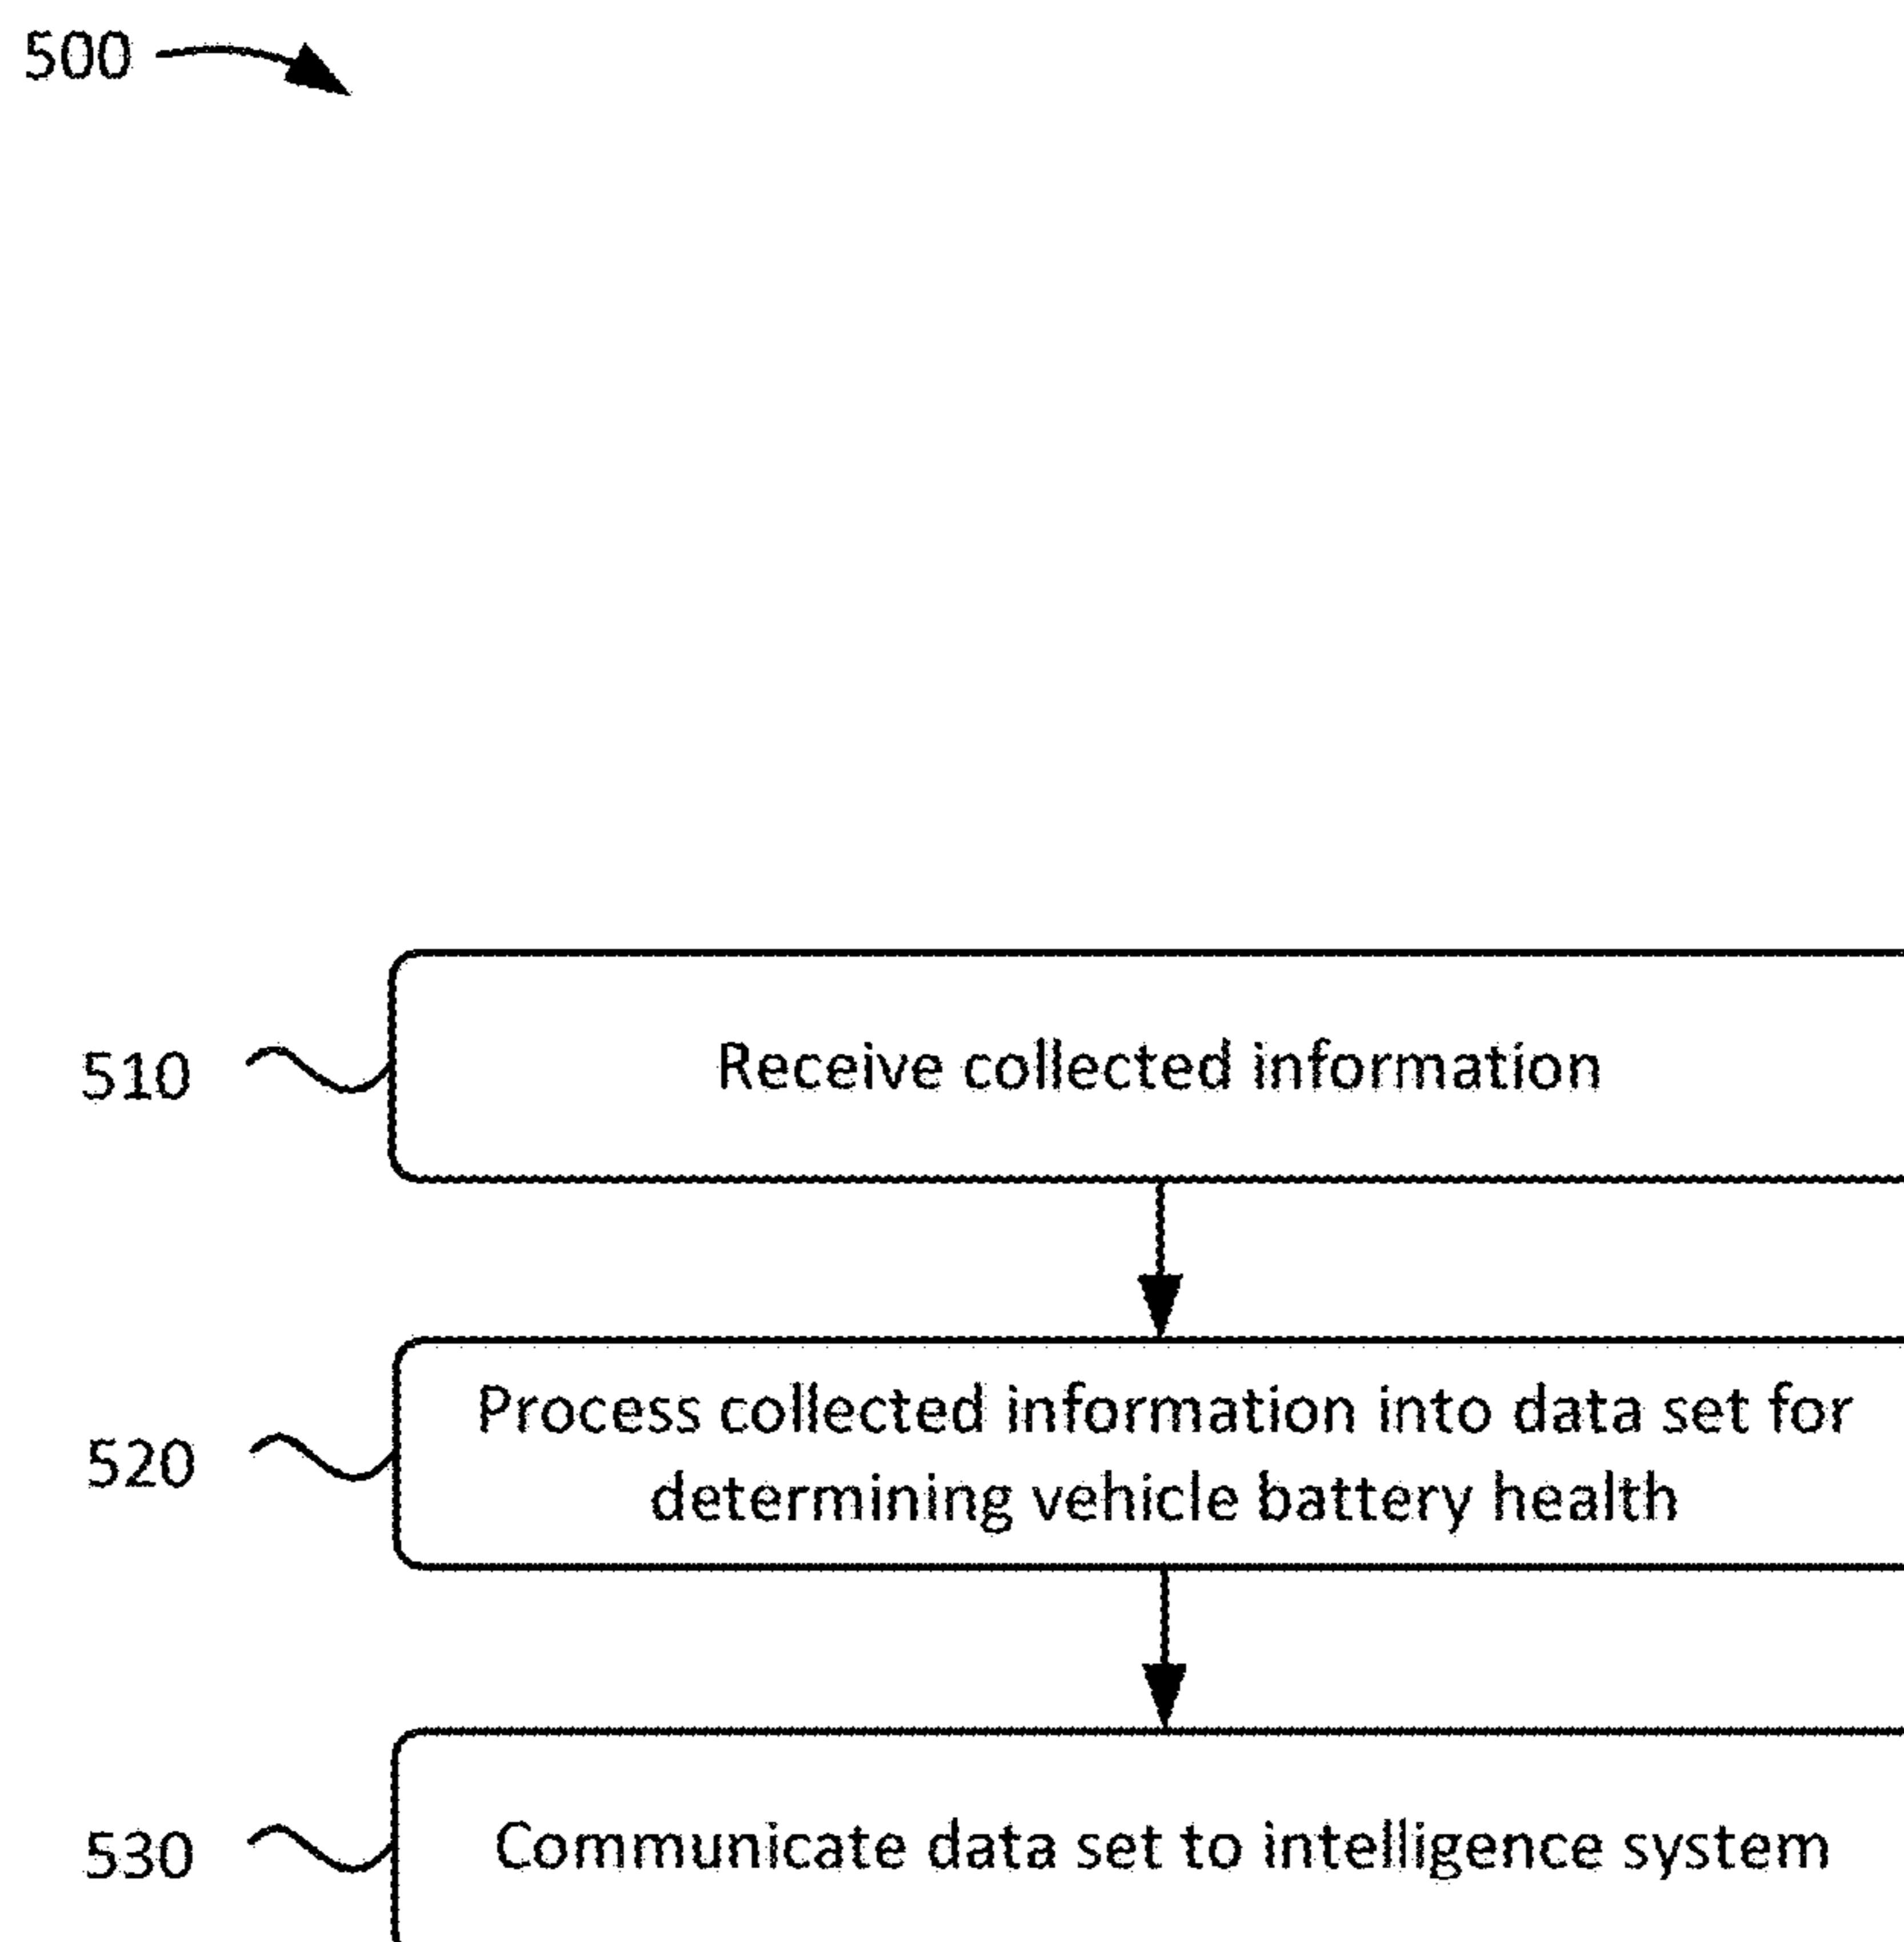 500
510
Receive collected information
520
Process collected information into data set for
determining vehicle battery health
530
Communicate data set to intelligence system